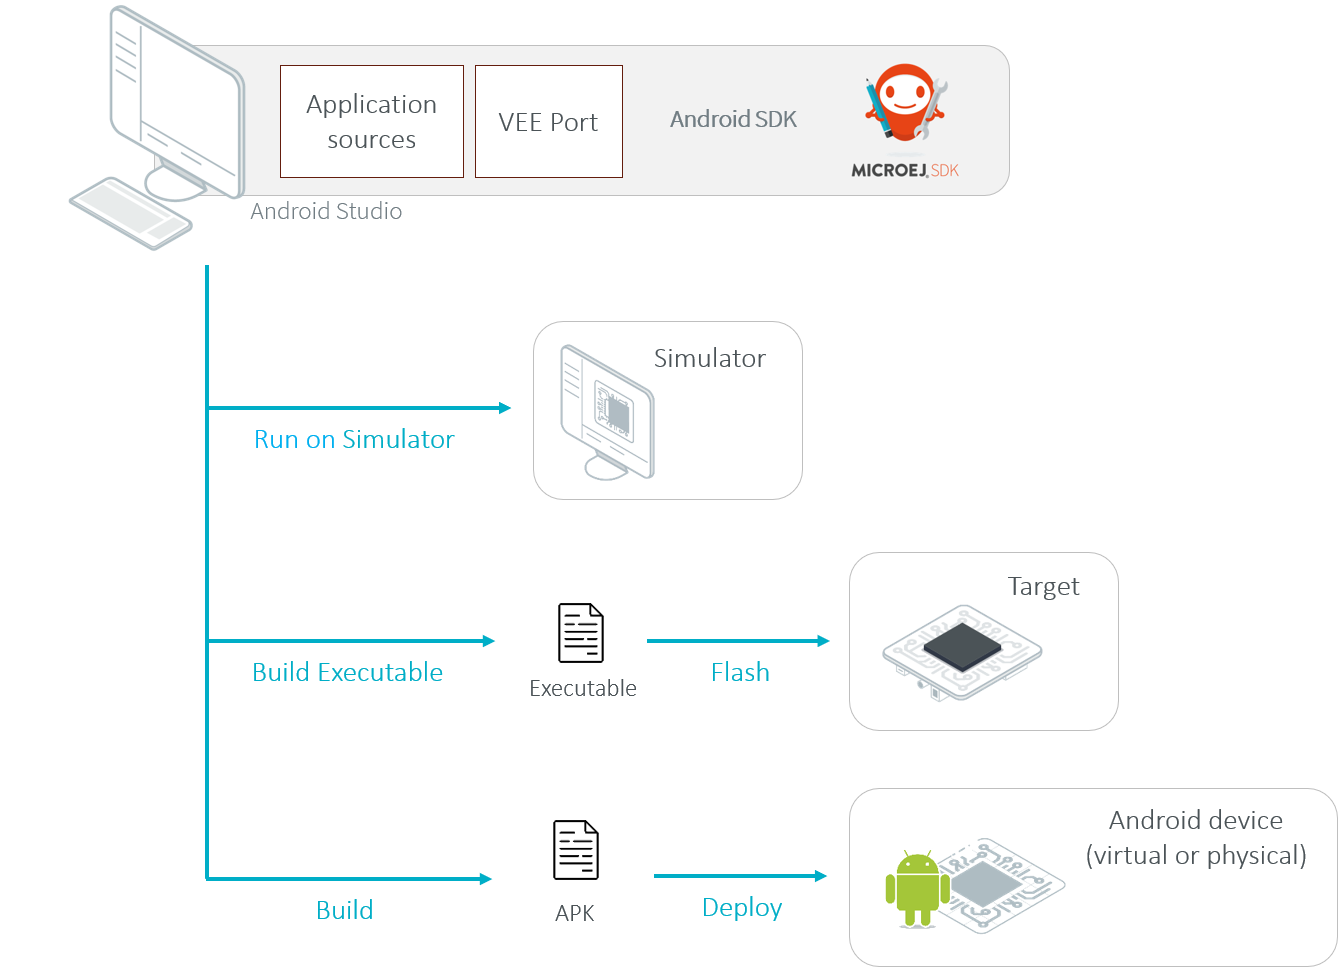 Application
sources
VEE Port
Android SDK
MICROEJ. SDK
Android Studio
Simulator
Run on Simulator
Target
Build Executable
Executable
Flash
Android device
(virtual or physical)
Build
APK
Deploy